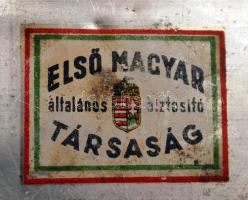 ELSŐ MAGYAR
általános biztosító
TÁRSASÁG